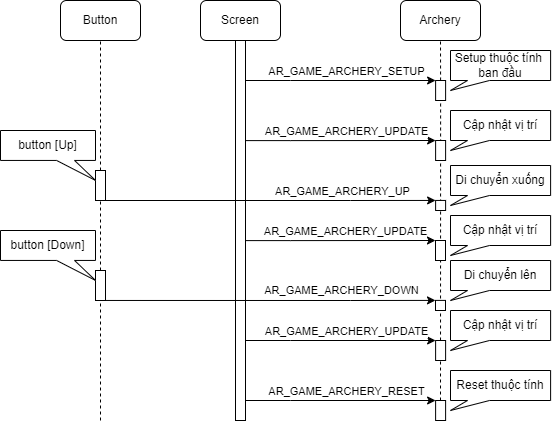 Button
Screen
Archery
AR_GAME_ARCHERY_SETUP
Setup thuộc tính
ban đầu
AR_GAME_ARCHERY_UPDATE
Cập nhật vị trí
button [Up]
AR_GAME_ARCHERY_UP
Di chuyển xuống
button [Down]
AR_GAME_ARCHERY_UPDATE
Cập nhật vị trí
AR_GAME_ARCHERY_DOWN
Di chuyển lên
AR_GAME_ARCHERY_UPDATE
Cập nhật vị trí
AR_GAME_ARCHERY_RESET
Reset thuộc tính